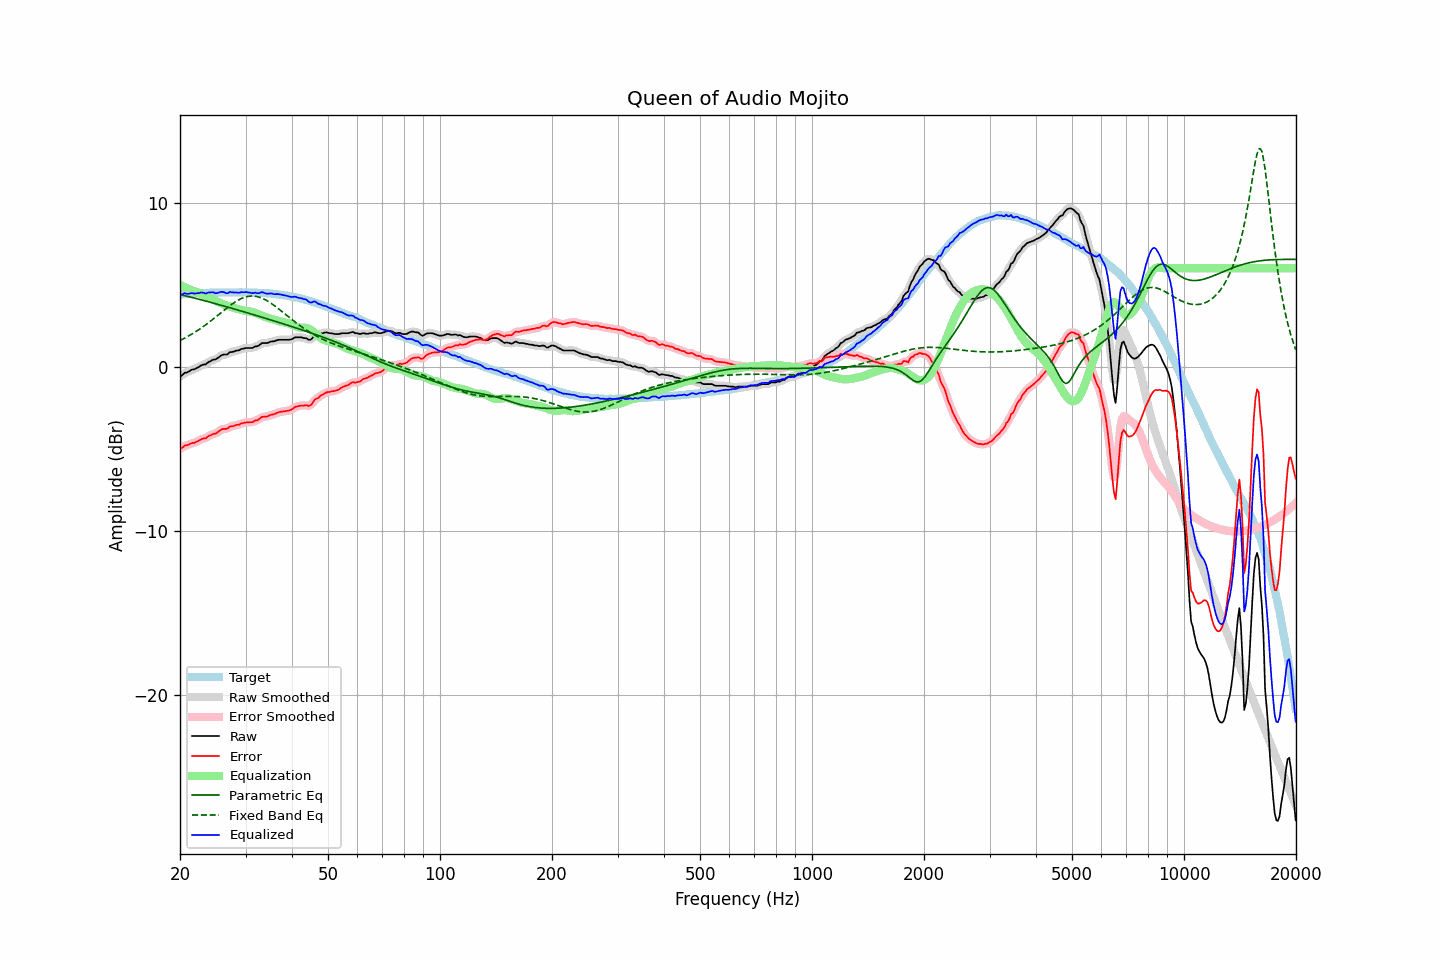 Queen of Audio Mojito
Amplitude (dBr)
10
0
−10
−20
Target
Raw Smoothed
Error Smoothed
Raw
Error
Equalization
Parametric Eq
Fixed Band Eq
Equalized
20 50 100 200 500 1000 2000 5000 10000 20000
Frequency (Hz)